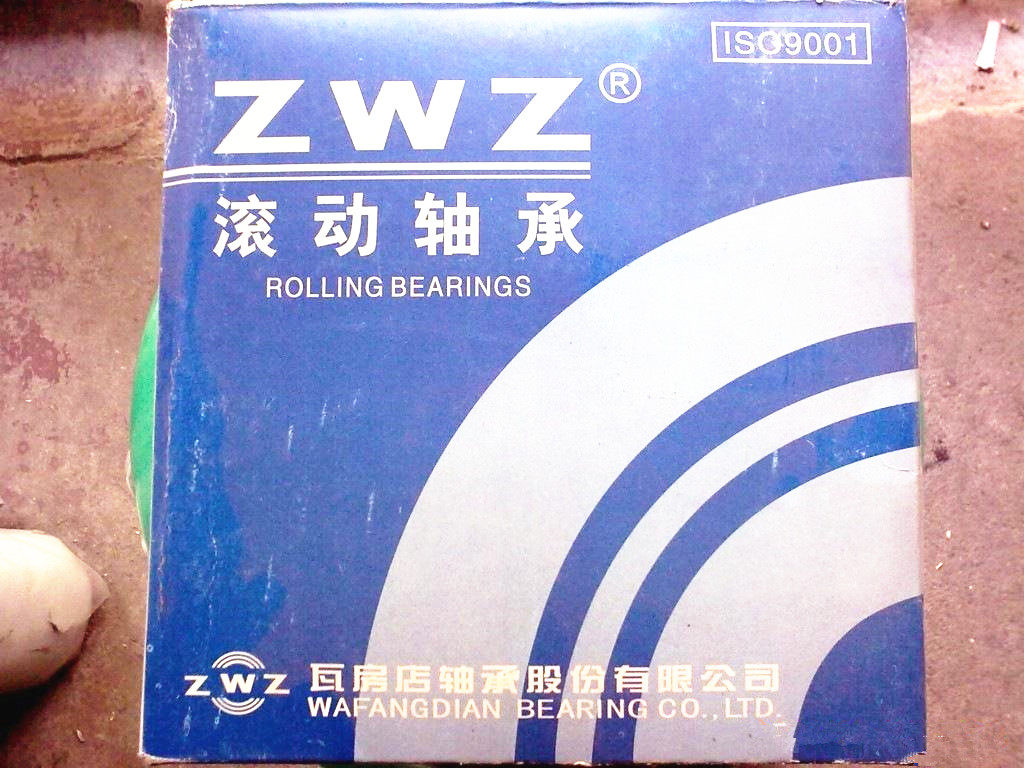 ISO9001
ZWZ®
滚动轴承
ROLLING BEARINGS
ZWZ 瓦房店轴承股份有限公司
WAFANGDIAN BEARING CO.,LTD.